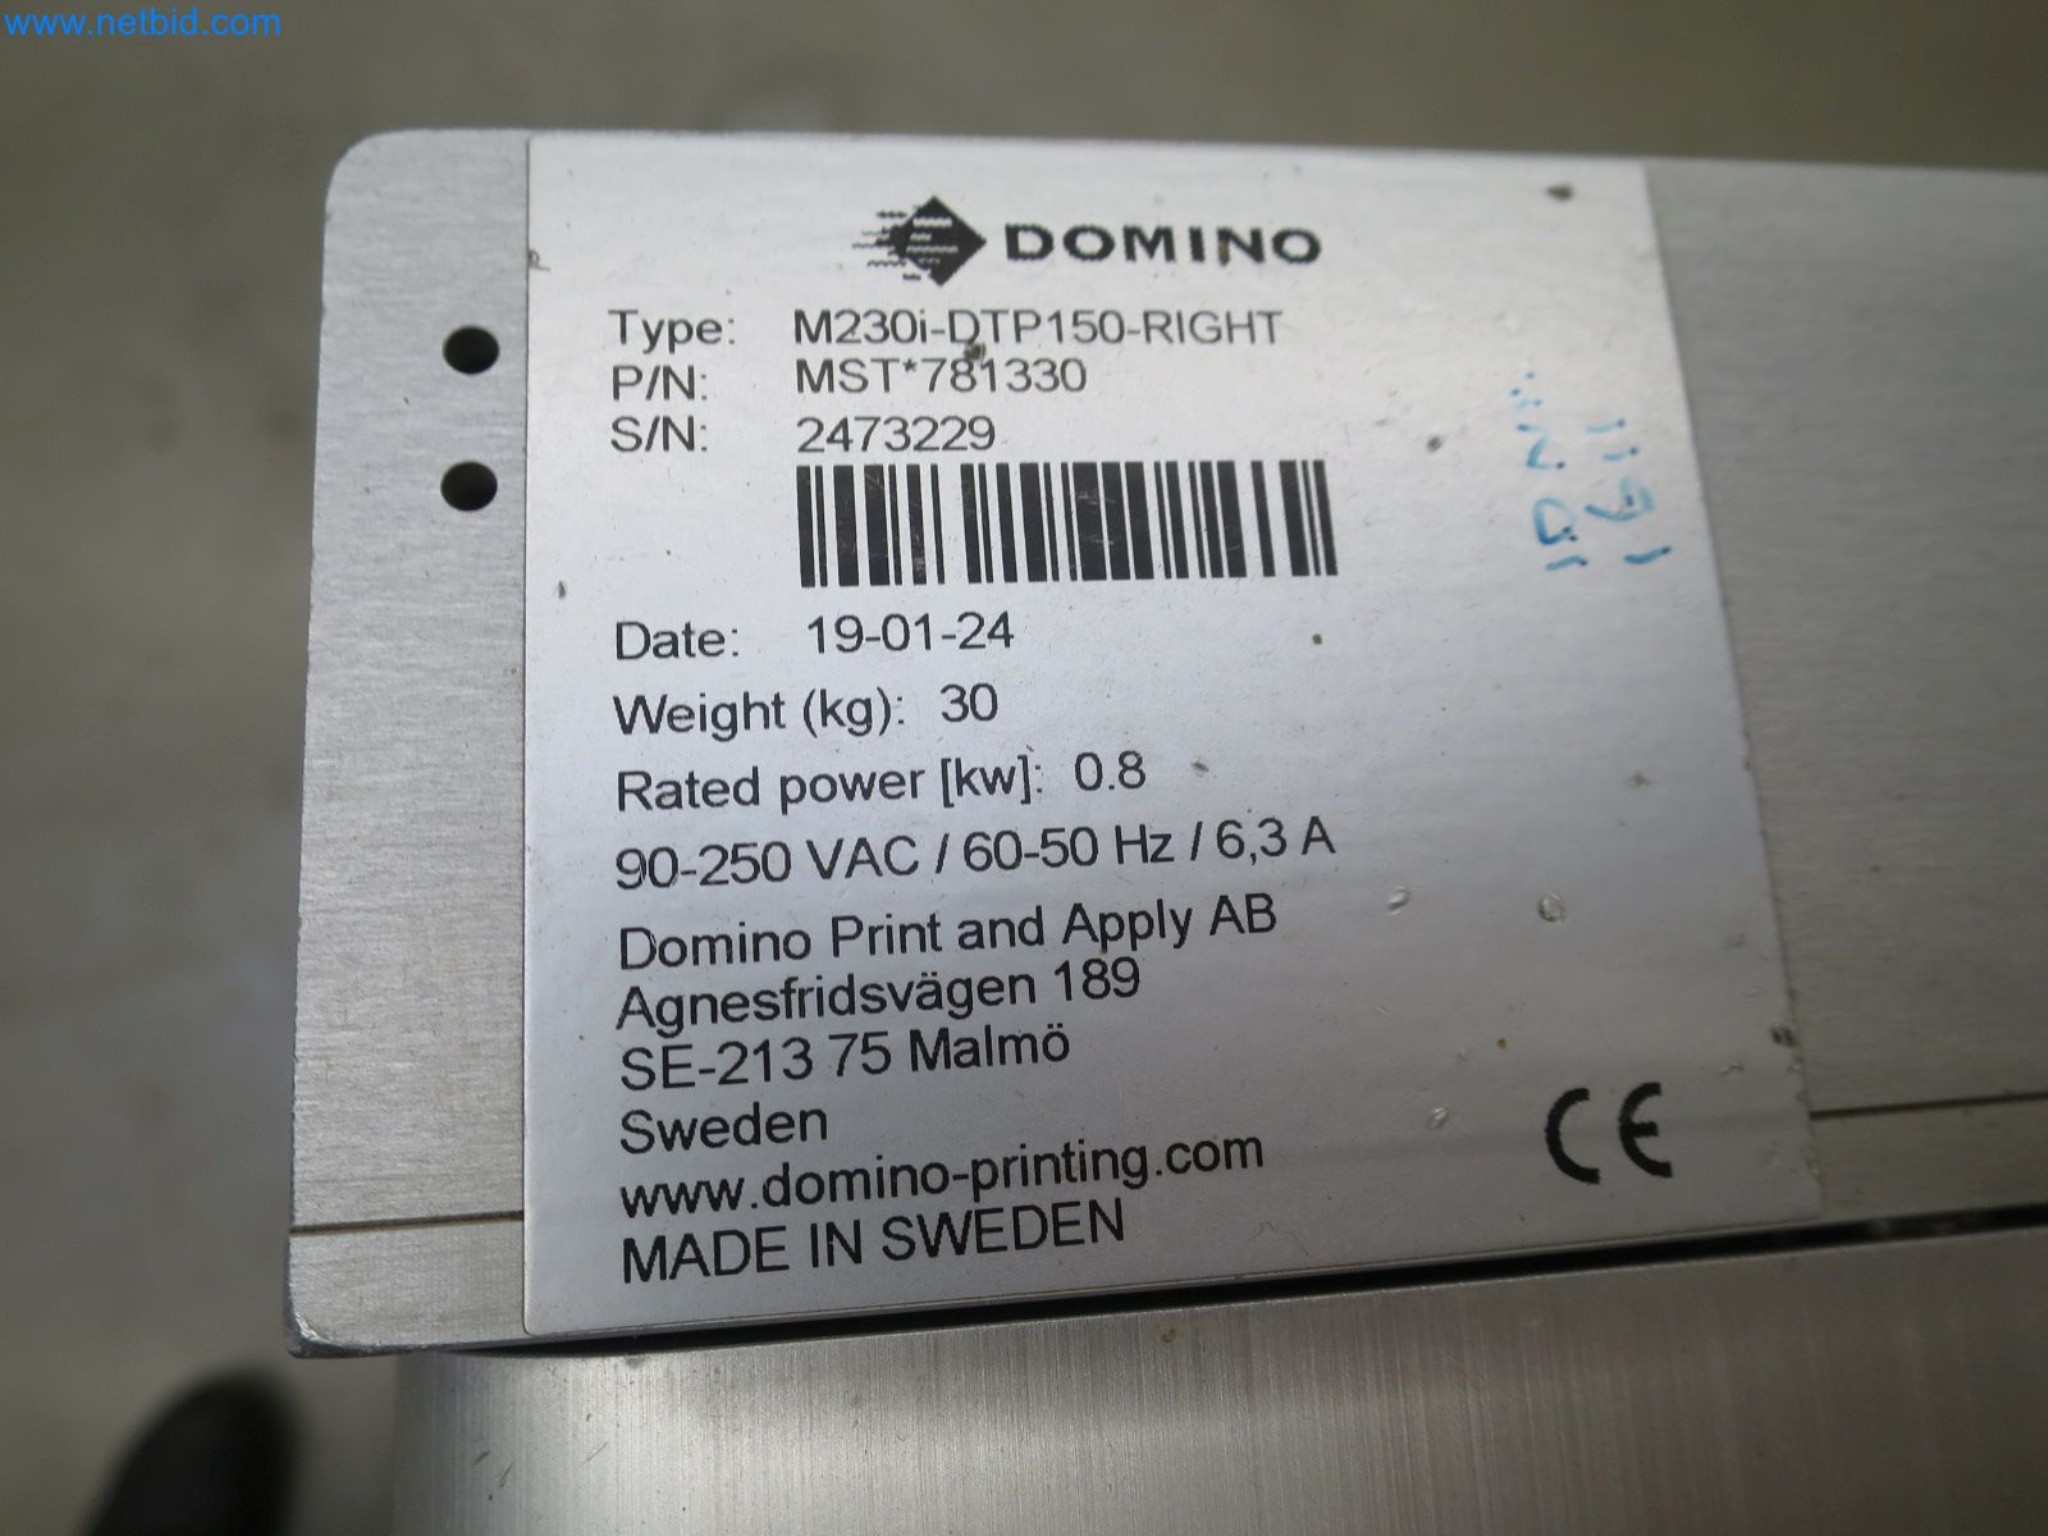 www.netbid.com
DOMINO
Type: M230i-DTP150-RIGHT
P/N: MST*781330
S/N: 2473229
Date: 19-01-24
Weight (kg): 30
Rated power [kw]: 0.8
90-250 VAC / 60-50 Hz / 6,3 A
Domino Print and Apply AB
Agnesfridsvägen 189
SE-213 75 Malmö
Sweden
www.domino-printing.com
MADE IN SWEDEN
CE